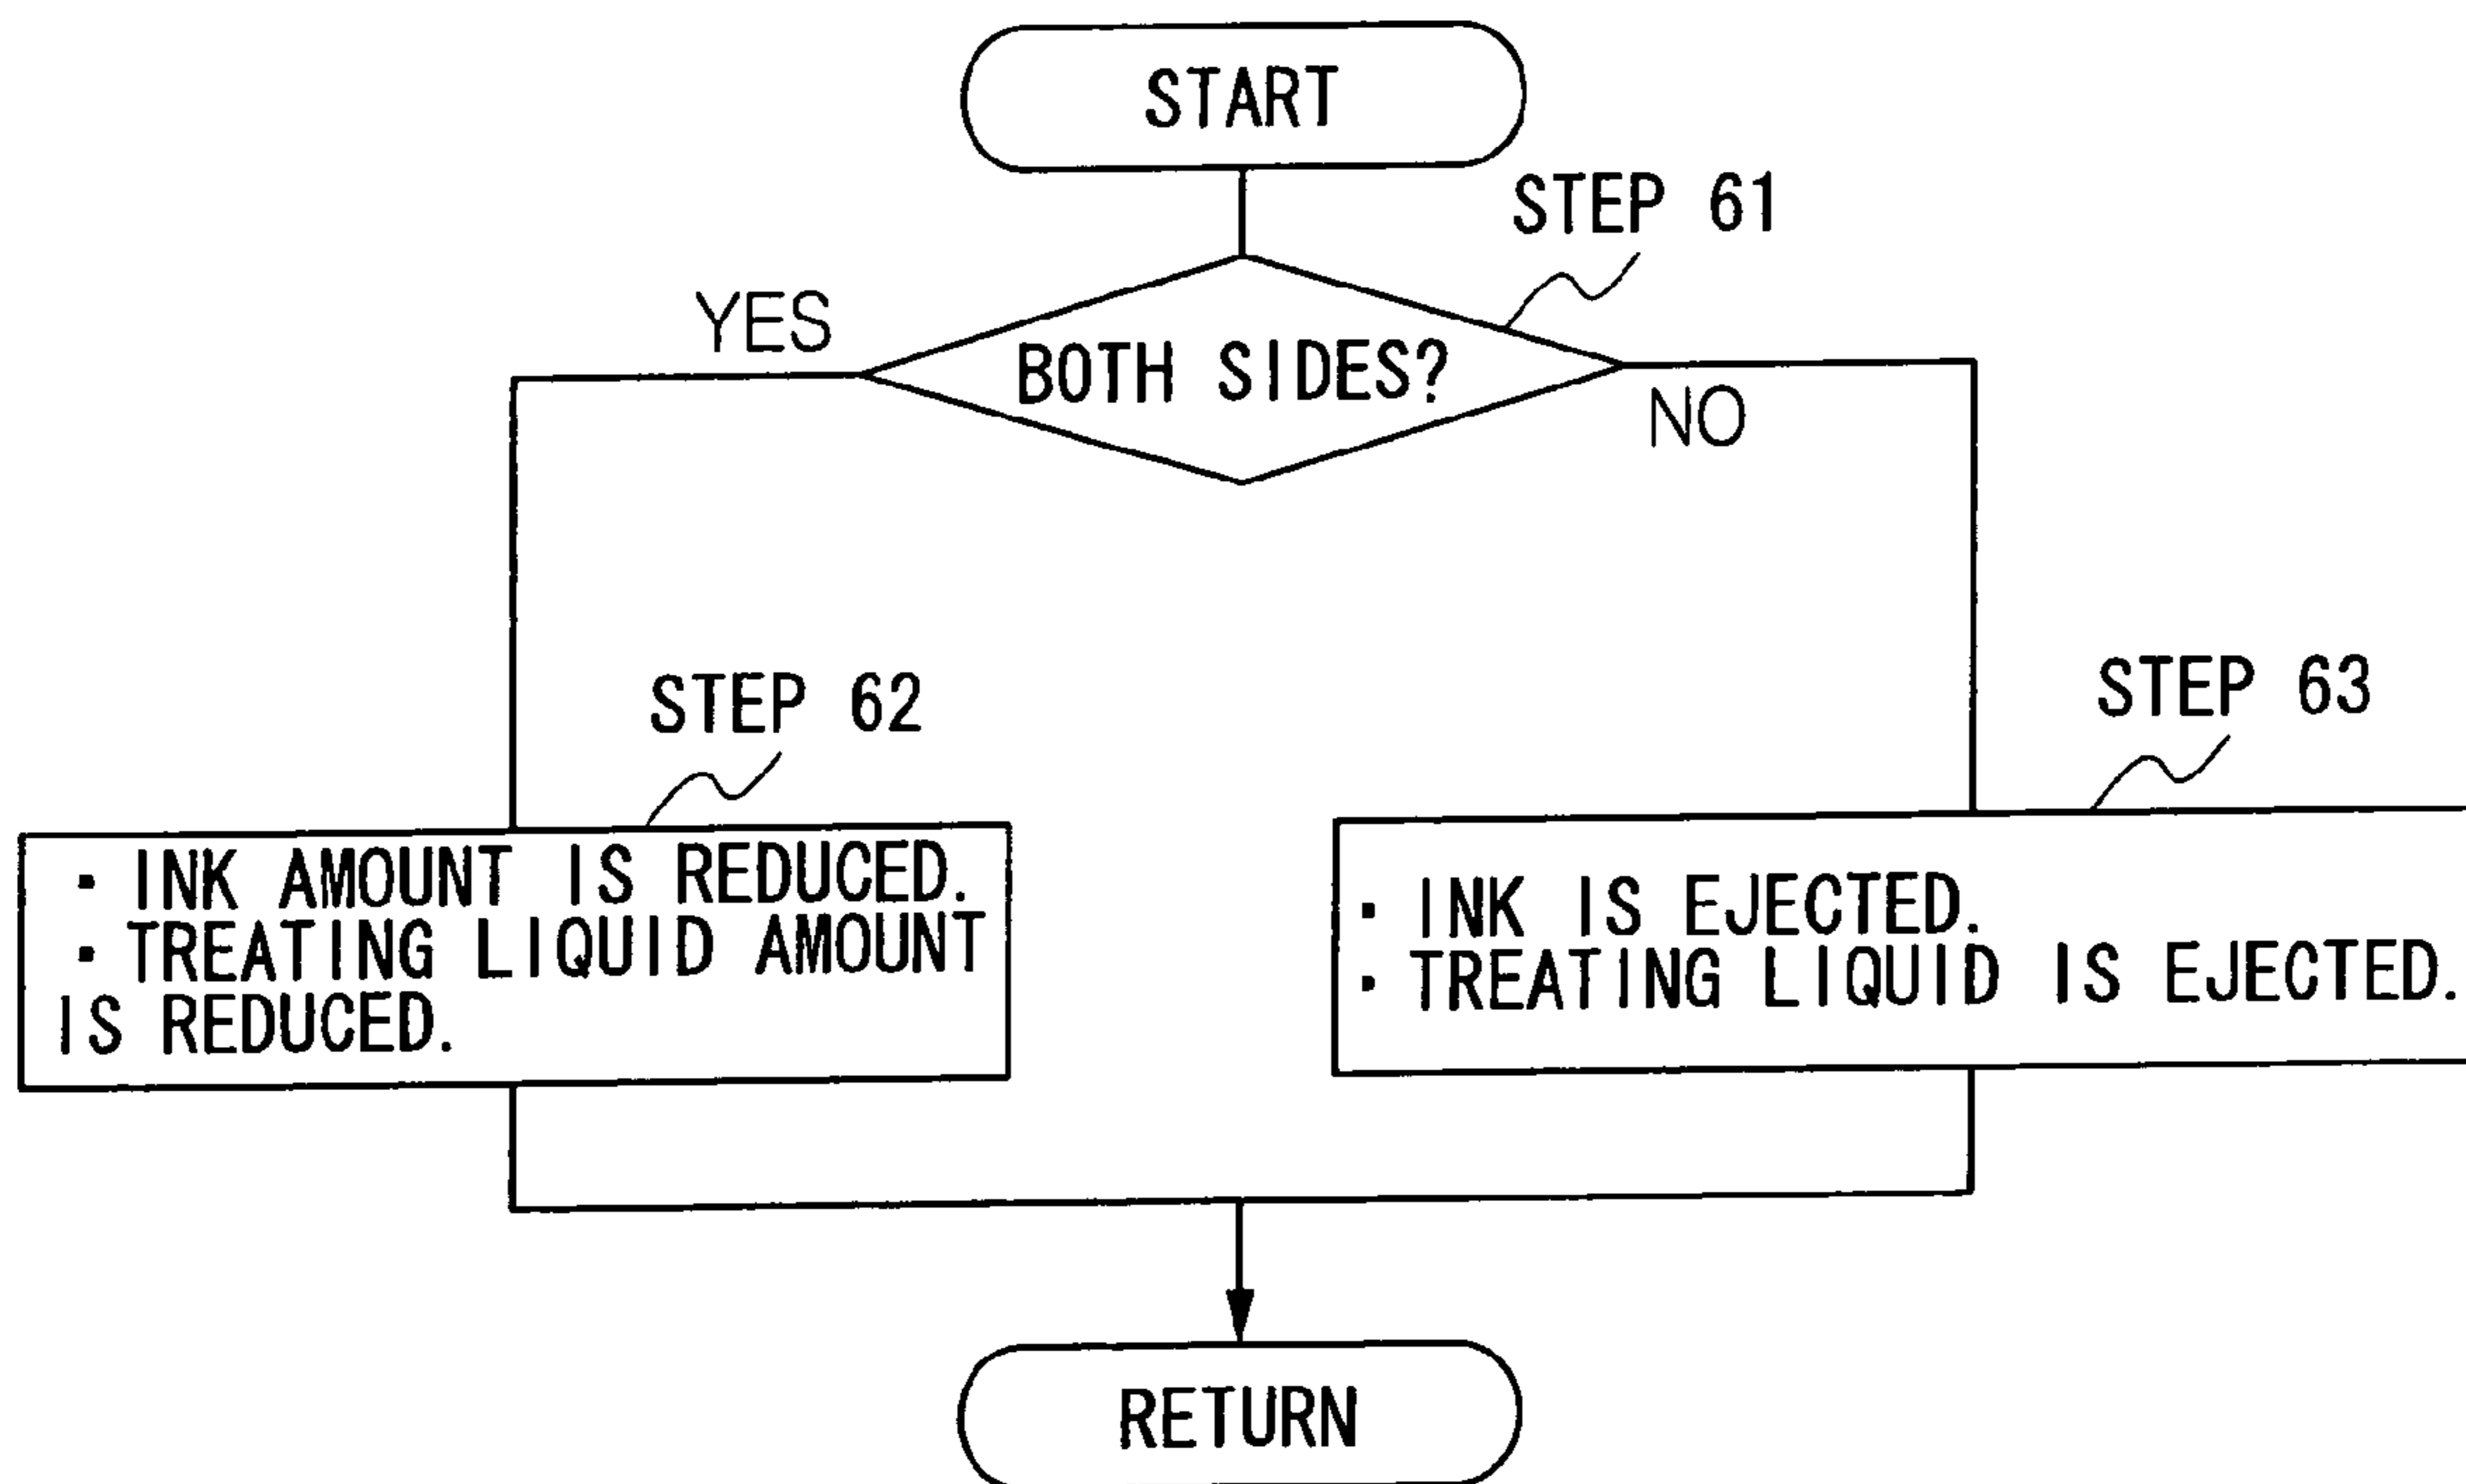 START
STEP 61
YES
BOTH SIDES?
NO
STEP 62
STEP 63
· INK AMOUNT IS REDUCED.
· TREATING LIQUID AMOUNT
IS REDUCED.
· INK IS EJECTED.
· TREATING LIQUID IS EJECTED.
RETURN